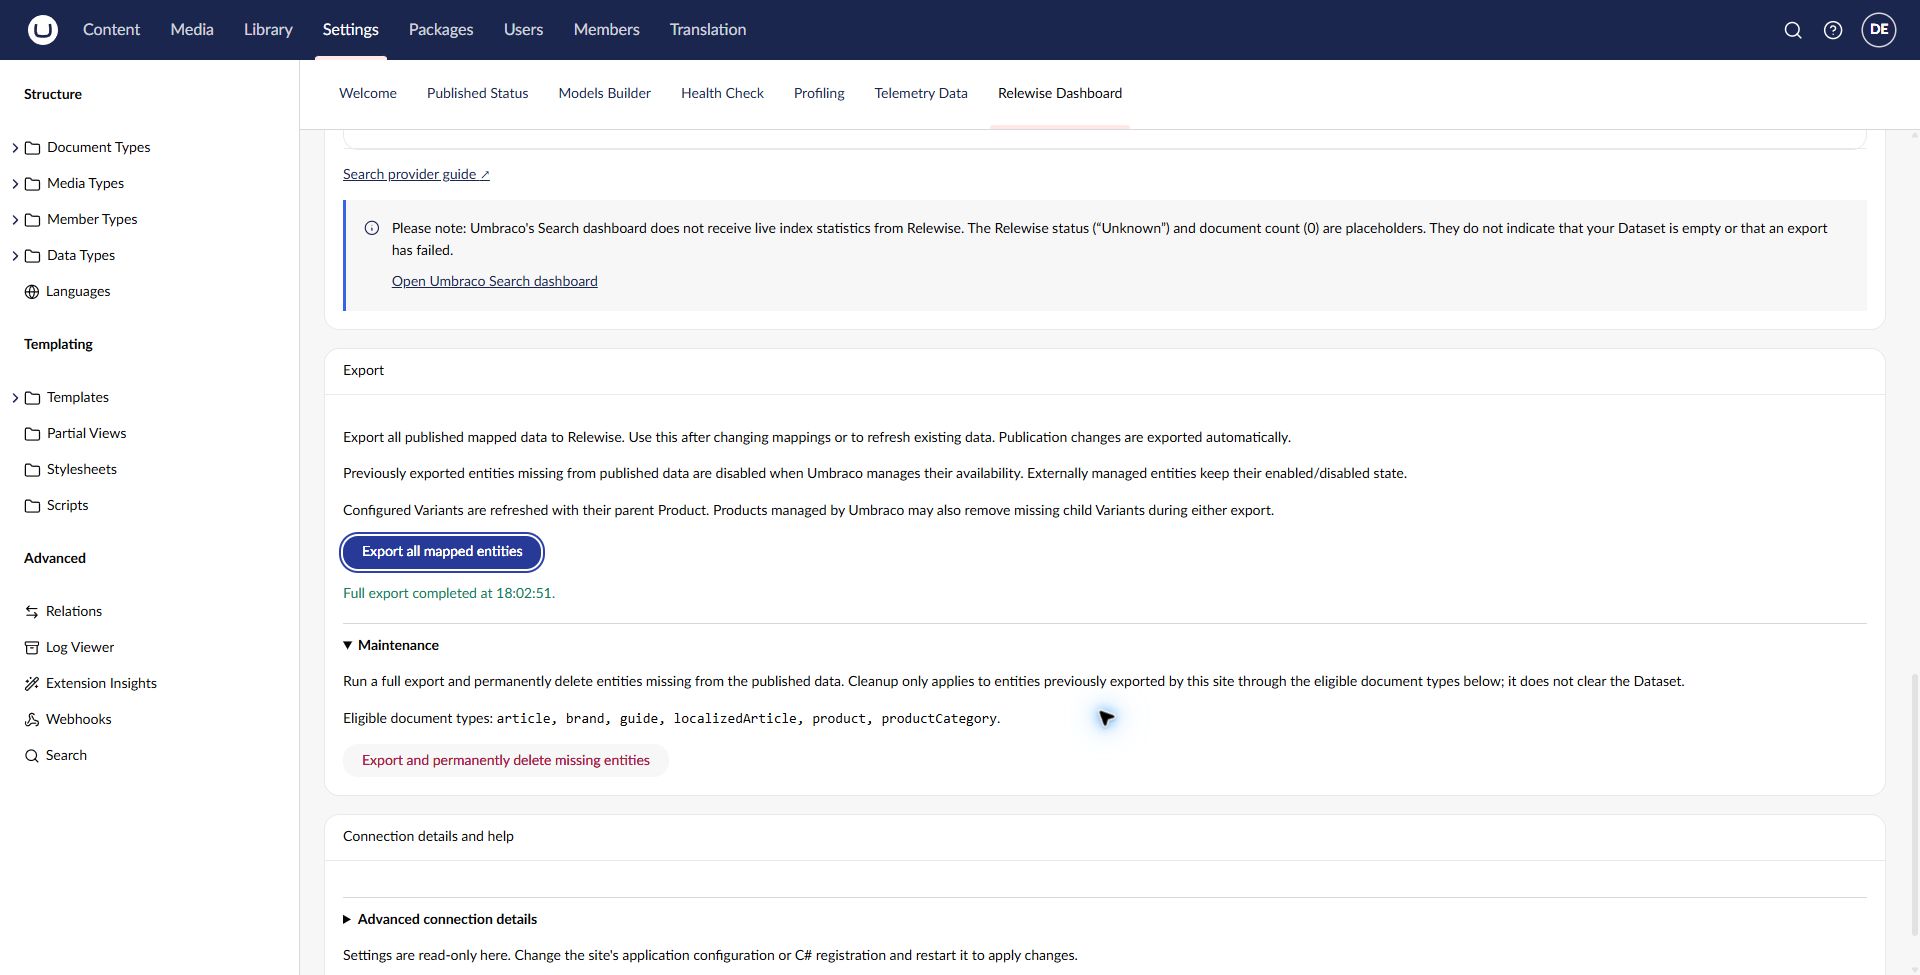 Content
Media
Library
Settings
Packages
Users
Members
Translation
DE
Structure
Document Types
Media Types
Member Types
Data Types
Languages
Templating
Templates
Partial Views
Stylesheets
Scripts
Advanced
Relations
Log Viewer
Extension Insights
Webhooks
Search
Welcome
Published Status
Models Builder
Health Check
Profiling
Telemetry Data
Relewise Dashboard
Search provider guide ↗
Please note: Umbraco's Search dashboard does not receive live index statistics from Relewise. The Relewise status (“Unknown”) and document count (0) are placeholders. They do not indicate that your Dataset is empty or that an export
has failed.
Open Umbraco Search dashboard
Export
Export all published mapped data to Relewise. Use this after changing mappings or to refresh existing data. Publication changes are exported automatically.
Previously exported entities missing from published data are disabled when Umbraco manages their availability. Externally managed entities keep their enabled/disabled state.
Configured Variants are refreshed with their parent Product. Products managed by Umbraco may also remove missing child Variants during either export.
Export all mapped entities
Full export completed at 18:02:51.
▼ Maintenance
Run a full export and permanently delete entities missing from the published data. Cleanup only applies to entities previously exported by this site through the eligible document types below; it does not clear the Dataset.
Eligible document types: article, brand, guide, localizedArticle, product, productCategory.
Export and permanently delete missing entities
Connection details and help
▶ Advanced connection details
Settings are read-only here. Change the site's application configuration or C# registration and restart it to apply changes.